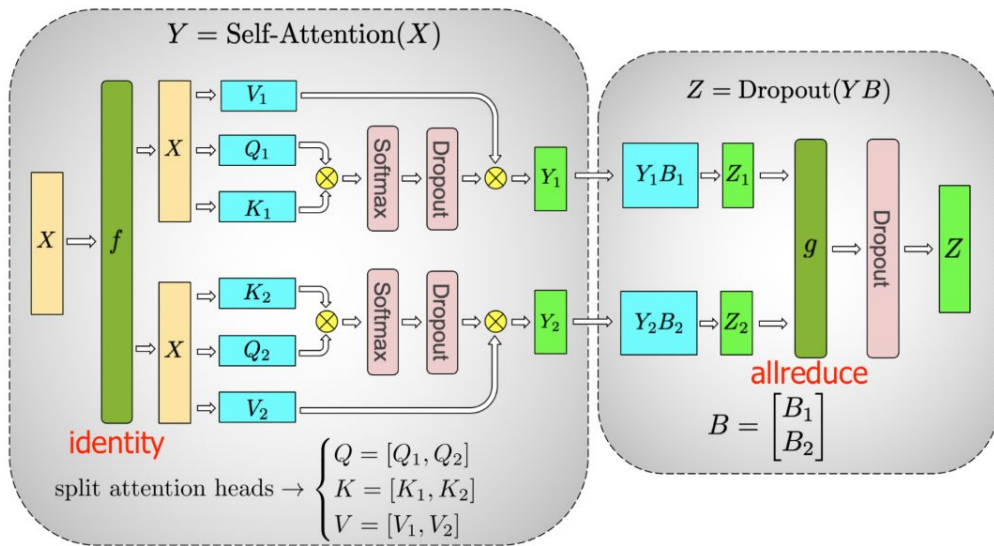 Y = Self-Attention(X)
X
f
identity
X
V₁
Q₁
K₁
Softmax
Dropout
Y₁
X
K₂
Q₂
V₂
Softmax
Dropout
Y₂
split attention heads → { Q = [Q₁, Q₂]
K = [K₁, K₂]
V = [V₁, V₂]
Z = Dropout(YB)
Y₁B₁
Z₁
Y₂B₂
Z₂
g
allreduce
Dropout
Z
B = [B₁
B₂]